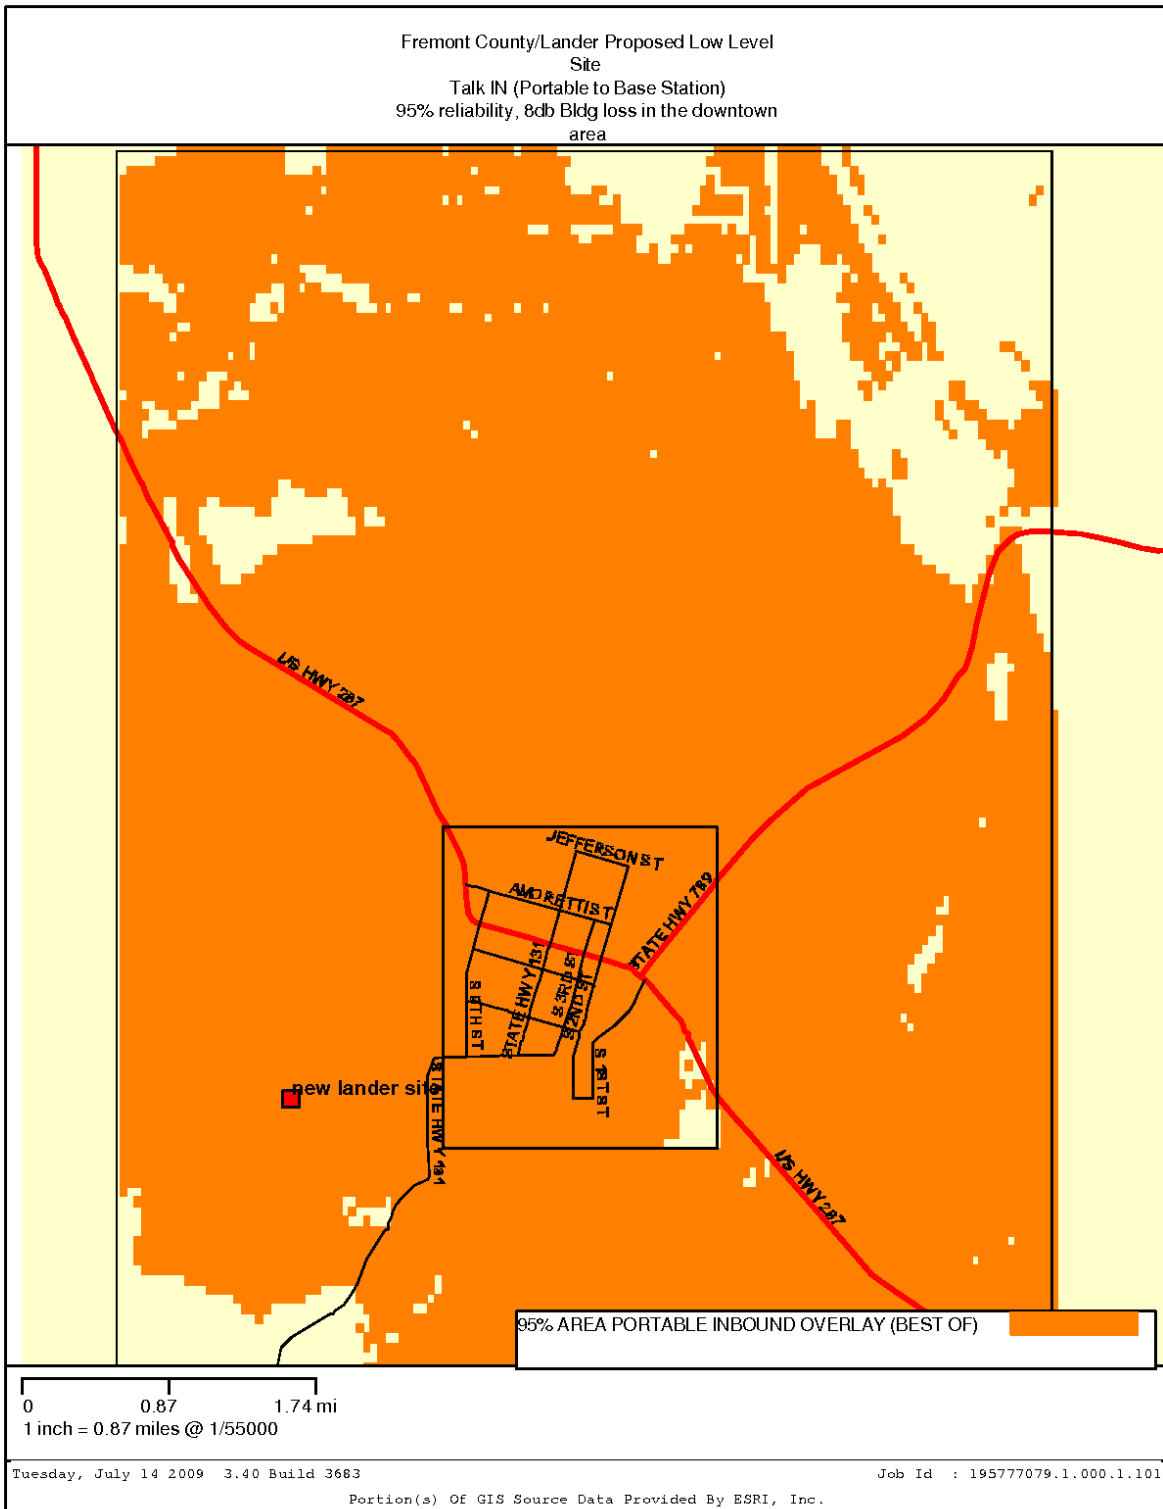 Fremont County/Lander Proposed Low Level
Site
Talk IN (Portable to Base Station)
95% reliability, 8db Bldg loss in the downtown
area
US HWY 287
JEFFERSON ST
AMORETTI ST
STATE HWY 789
STATE HWY 131
S 3RD ST
S 2ND ST
S ST
S ST
new lander site
STATE HWY 131
US HWY 287
95% AREA PORTABLE INBOUND OVERLAY (BEST OF)
0 0.87 1.74 mi
1 inch = 0.87 miles @ 1/55000
Tuesday, July 14 2009 3.40 Build 3683 Job Id : 195777079.1.000.1.101
Portion(s) Of GIS Source Data Provided By ESRI, Inc.